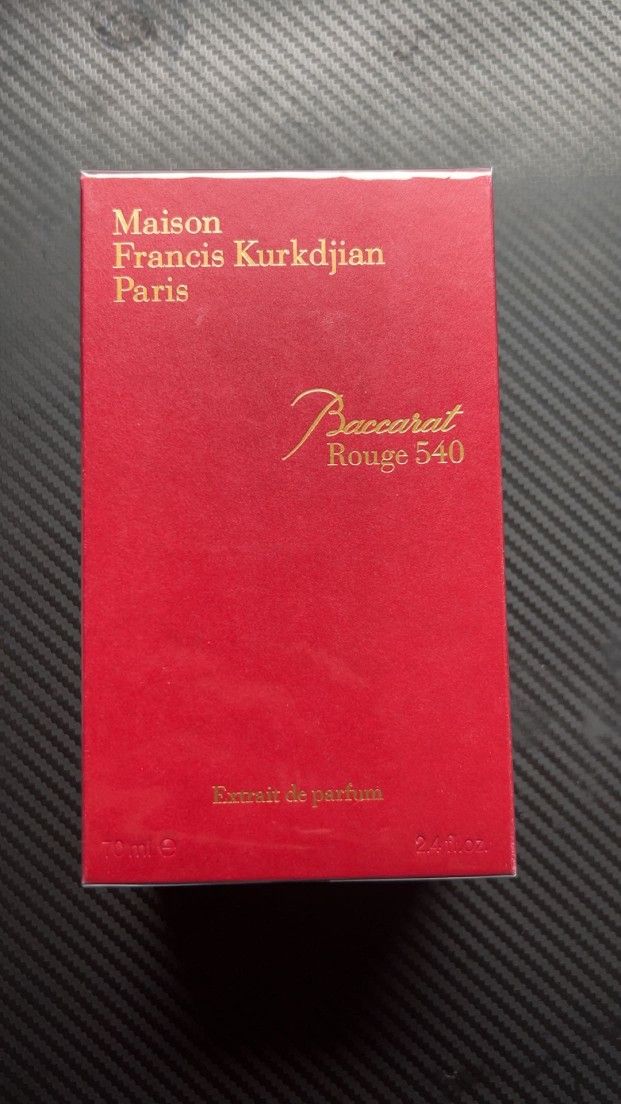 Maison
Francis Kurkdjian
Paris
Baccarat
Rouge 540
Extrait de parfum
70 ml ℮ 2.4 fl.oz.